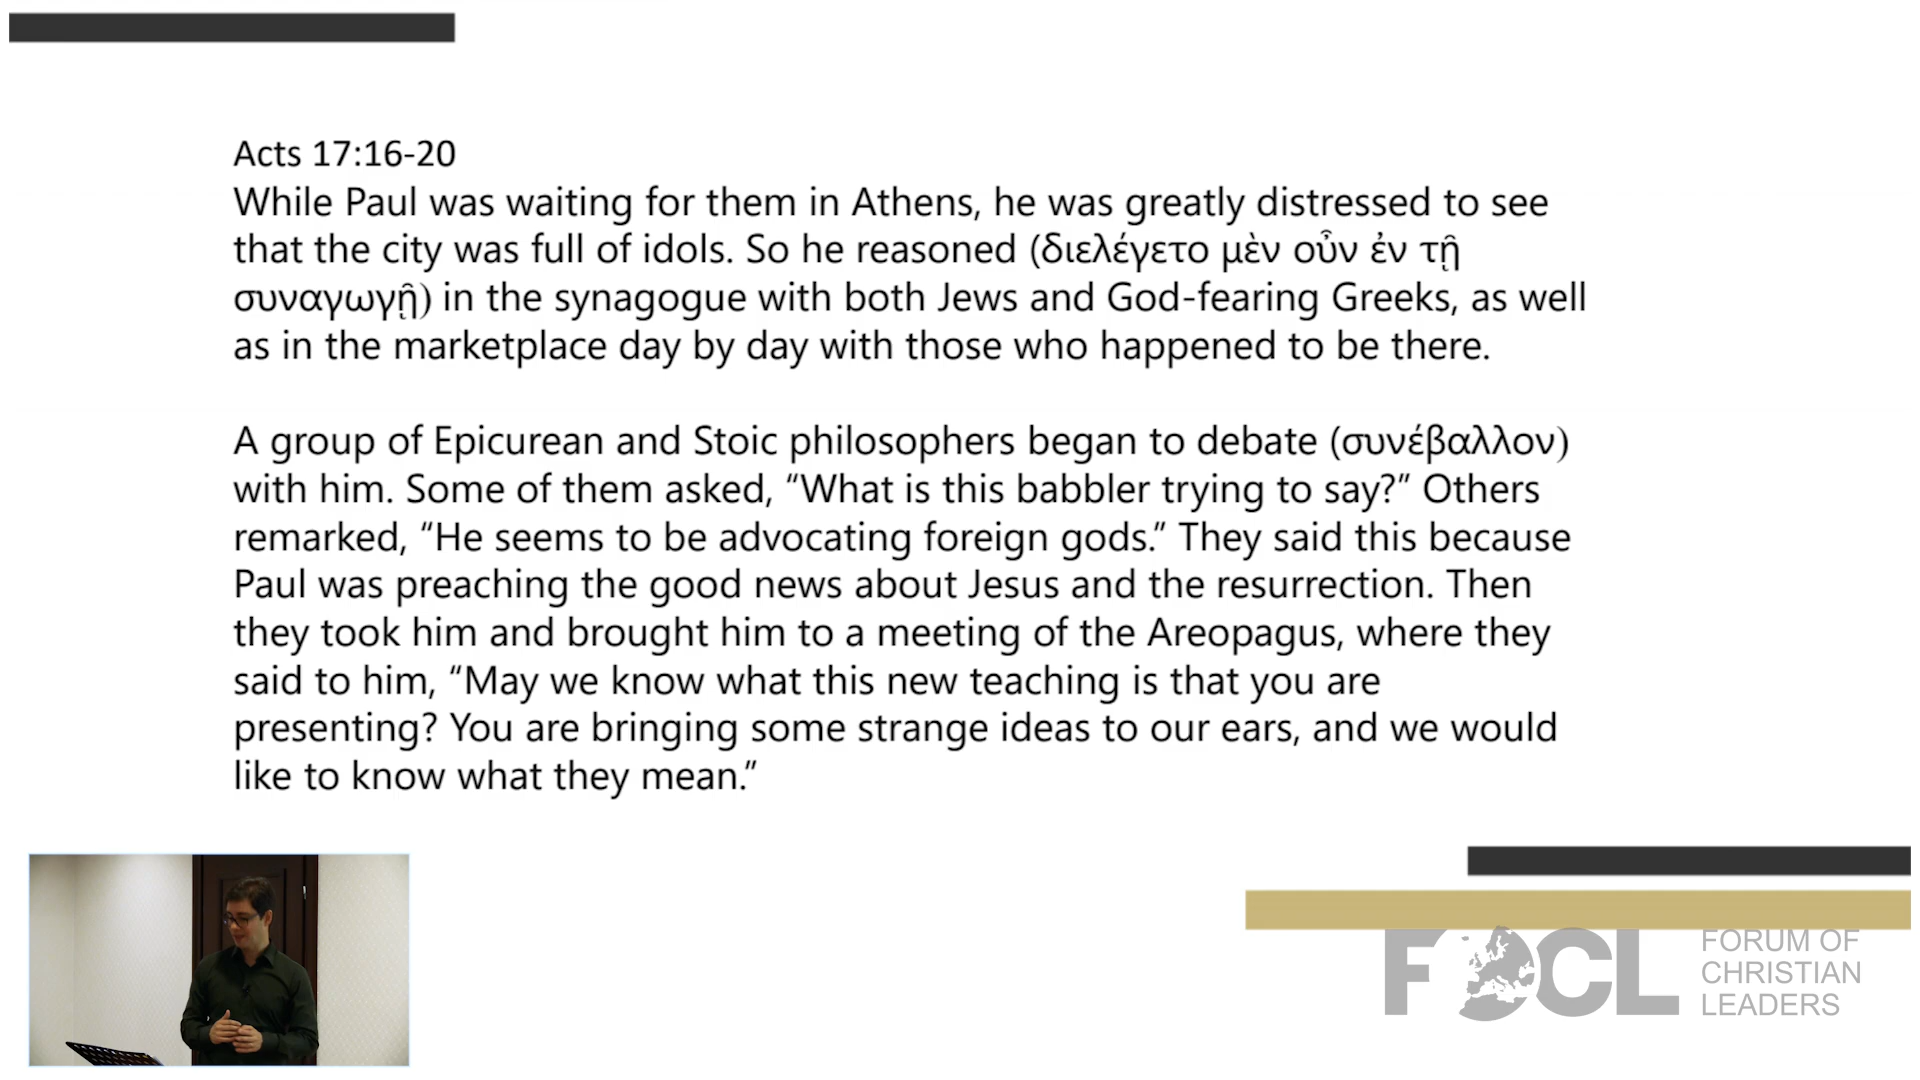 Acts 17:16-20
While Paul was waiting for them in Athens, he was greatly distressed to see
that the city was full of idols. So he reasoned (διελέγετο μὲν οὖν ἐν τῇ
συναγωγῇ) in the synagogue with both Jews and God-fearing Greeks, as well
as in the marketplace day by day with those who happened to be there.
A group of Epicurean and Stoic philosophers began to debate (συνέβαλλον)
with him. Some of them asked, “What is this babbler trying to say?” Others
remarked, “He seems to be advocating foreign gods.” They said this because
Paul was preaching the good news about Jesus and the resurrection. Then
they took him and brought him to a meeting of the Areopagus, where they
said to him, “May we know what this new teaching is that you are
presenting? You are bringing some strange ideas to our ears, and we would
like to know what they mean.”
FOCL
FORUM OF
CHRISTIAN
LEADERS